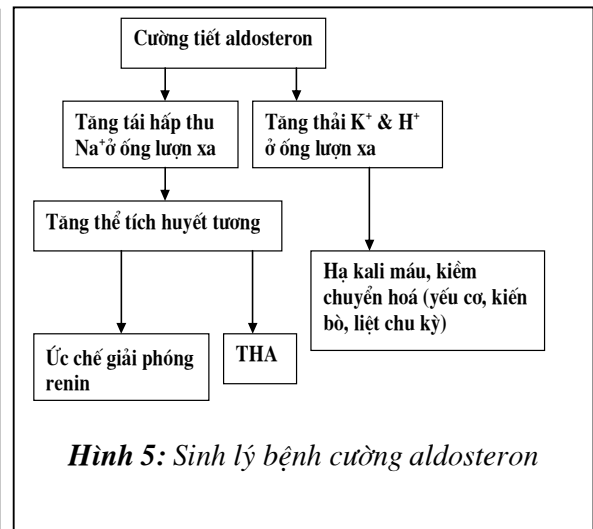 Cường tiết aldosteron
Tăng tái hấp thu
Na⁺ở ống lượn xa
Tăng thải K⁺ & H⁺
ở ống lượn xa
Tăng thể tích huyết tương
Hạ kali máu, kiềm
chuyển hoá (yếu cơ, kiến
bò, liệt chu kỳ)
Ức chế giải phóng
renin
THA
Hình 5: Sinh lý bệnh cường aldosteron